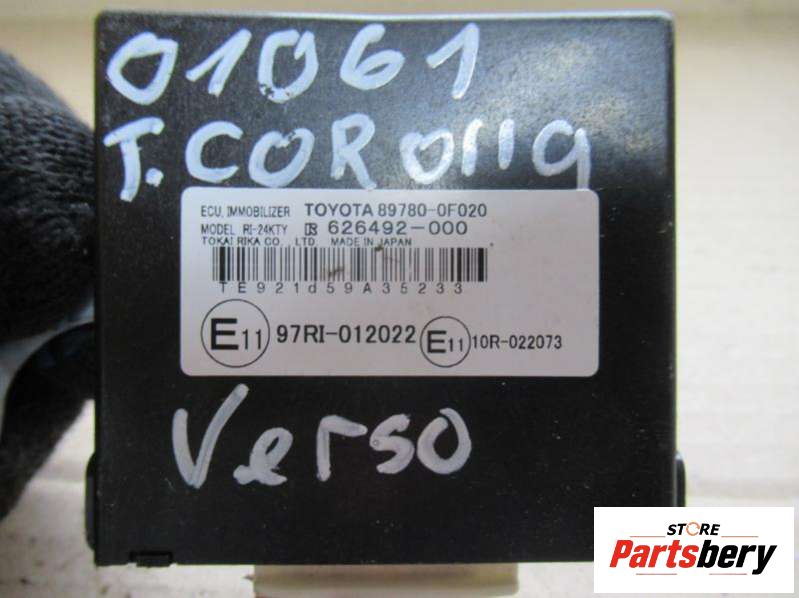 01061
T. COROllA
ECU, IMMOBILIZER TOYOTA 89780-0F020
MODEL RI-24KTY 626492-000
TOKAI RIKA CO., LTD. MADE IN JAPAN
TE921d59A35233
E11 97RI-012022 E11 10R-022073
Verso
STORE
Partsbery